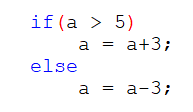 if(a > 5)
    a = a+3;
else
    a = a-3;